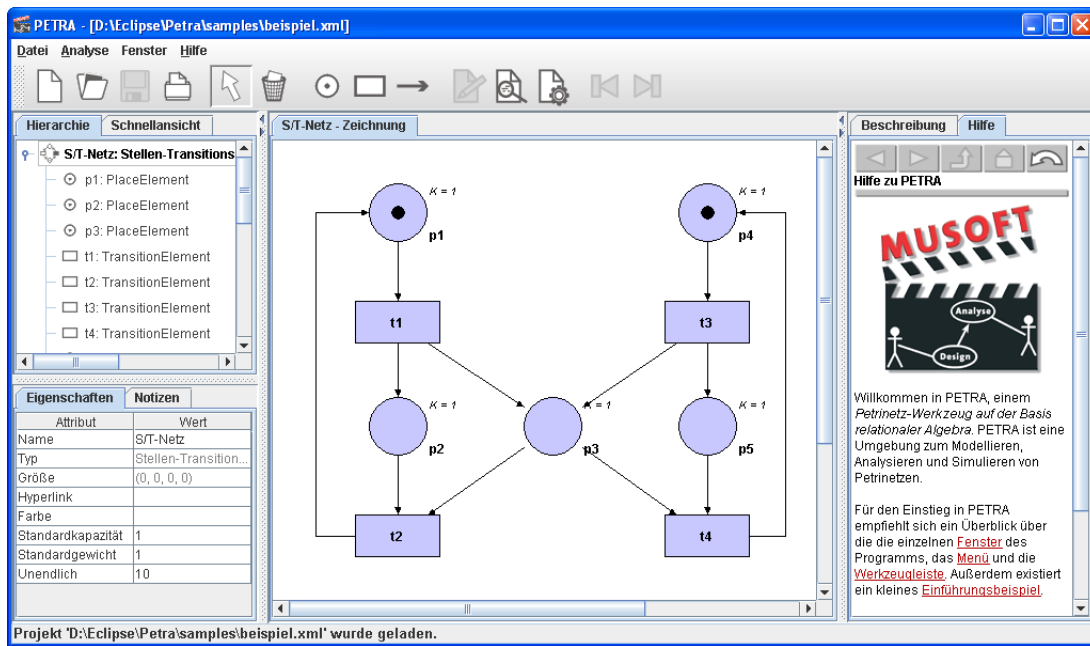 PETRA - [D:\Eclipse\Petra\samples\beispiel.xml]
Datei Analyse Fenster Hilfe
Hierarchie Schnellansicht
S/T-Netz: Stellen-Transitions
p1: PlaceElement
p2: PlaceElement
p3: PlaceElement
t1: TransitionElement
t2: TransitionElement
t3: TransitionElement
t4: TransitionElement
Eigenschaften Notizen
Attribut Wert
Name S/T-Netz
Typ Stellen-Transition...
Größe (0, 0, 0, 0)
Hyperlink
Farbe
Standardkapazität 1
Standardgewicht 1
Unendlich 10
S/T-Netz - Zeichnung
K = 1
p1
K = 1
p4
t1
t3
K = 1
p2
K = 1
p3
K = 1
p5
t2
t4
Beschreibung Hilfe
Hilfe zu PETRA
MUSOFT
Analyse
Design
Willkommen in PETRA, einem
Petrinetz-Werkzeug auf der Basis
relationaler Algebra. PETRA ist eine
Umgebung zum Modellieren,
Analysieren und Simulieren von
Petrinetzen.
Für den Einstieg in PETRA
empfiehlt sich ein Überblick über
die die einzelnen Fenster des
Programms, das Menü und die
Werkzeugleiste. Außerdem existiert
ein kleines Einführungsbeispiel.
Projekt 'D:\Eclipse\Petra\samples\beispiel.xml' wurde geladen.